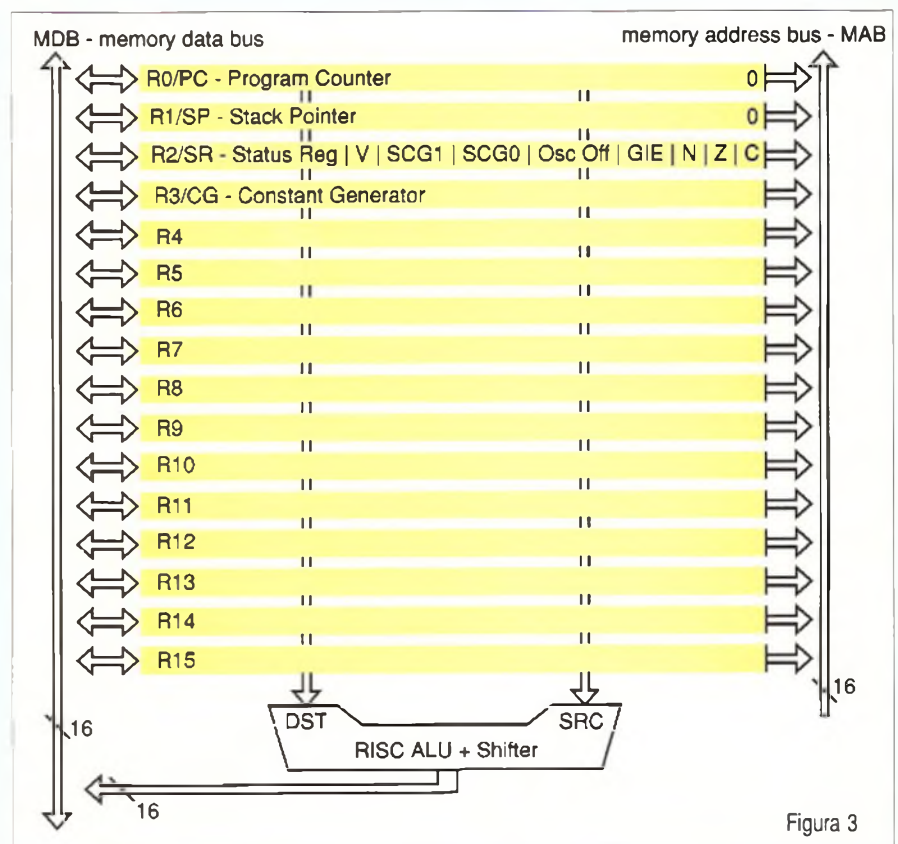 MDB - memory data bus
memory address bus - MAB
R0/PC - Program Counter 0
R1/SP - Stack Pointer 0
R2/SR - Status Reg | V | SCG1 | SCG0 | Osc Off | GIE | N | Z | C
R3/CG - Constant Generator
R4
R5
R6
R7
R8
R9
R10
R11
R12
R13
R14
R15
16
16
DST SRC
RISC ALU + Shifter
16
Figura 3